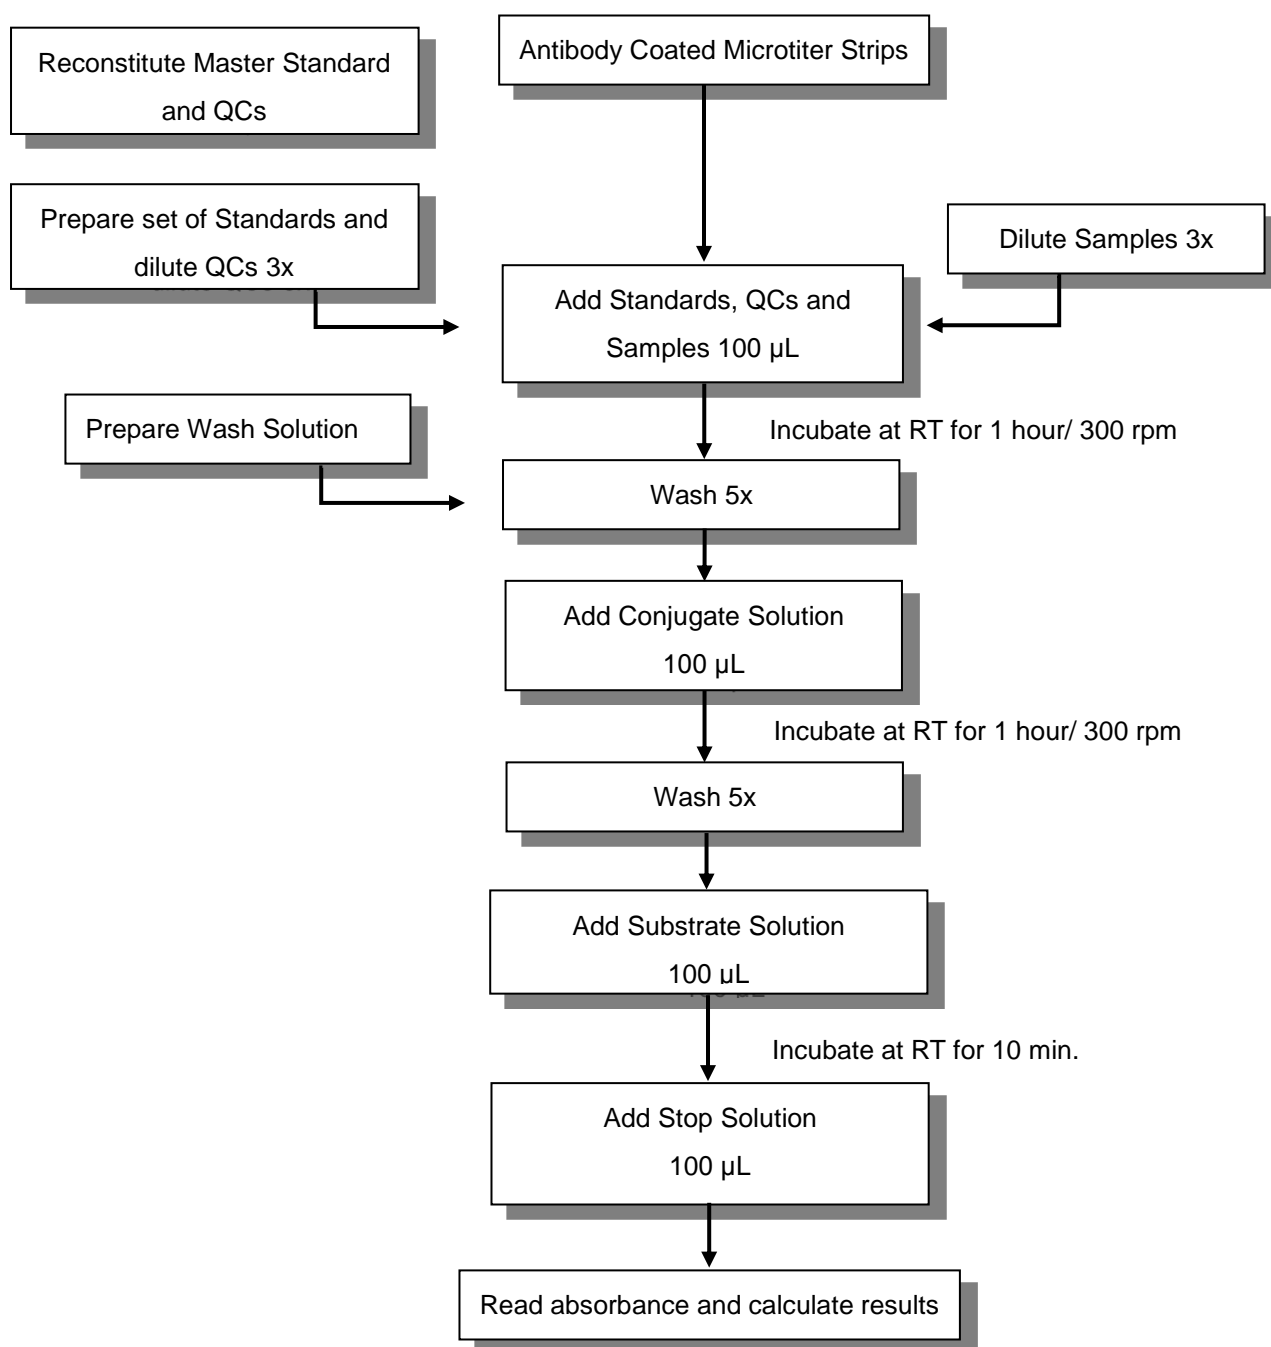 Reconstitute Master Standard
and QCs
Antibody Coated Microtiter Strips
Prepare set of Standards and
dilute QCs 3x
Dilute Samples 3x
Add Standards, QCs and
Samples 100 µL
Prepare Wash Solution
Incubate at RT for 1 hour/ 300 rpm
Wash 5x
Add Conjugate Solution
100 µL
Incubate at RT for 1 hour/ 300 rpm
Wash 5x
Add Substrate Solution
100 µL
Incubate at RT for 10 min.
Add Stop Solution
100 µL
Read absorbance and calculate results